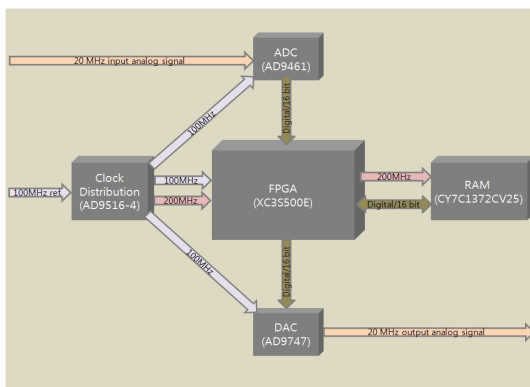 ADC
(AD9461)
20 MHz input analog signal
100MHz
Digital/16 bit
Clock
Distribution
(AD9516-4)
100MHz ref
100MHz
200MHz
FPGA
(XC3S500E)
200MHz
Digital/16 bit
RAM
(CY7C1372CV25)
100MHz
Digital/16 bit
DAC
(AD9747)
20 MHz output analog signal